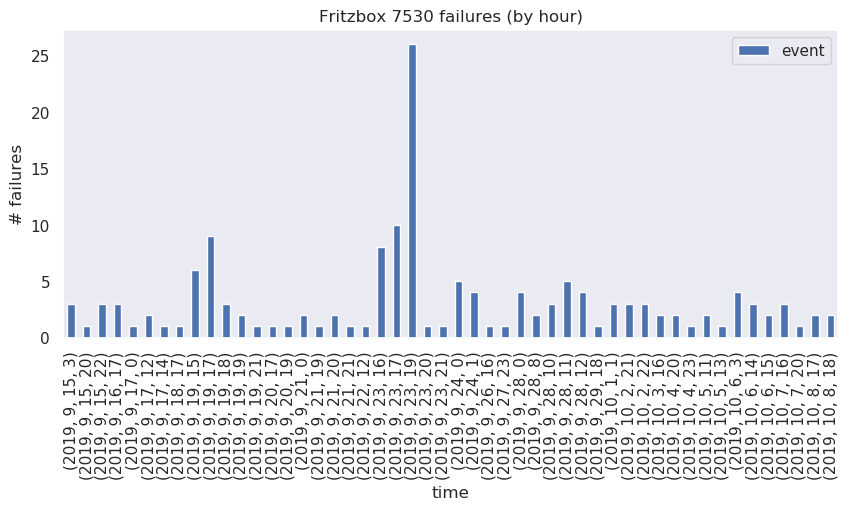 Fritzbox 7530 failures (by hour)
event
# failures
25
20
15
10
5
0
(2019, 9, 15, 3)
(2019, 9, 15, 20)
(2019, 9, 15, 22)
(2019, 9, 16, 17)
(2019, 9, 17, 0)
(2019, 9, 17, 12)
(2019, 9, 17, 14)
(2019, 9, 18, 17)
(2019, 9, 19, 15)
(2019, 9, 19, 17)
(2019, 9, 19, 18)
(2019, 9, 19, 19)
(2019, 9, 19, 21)
(2019, 9, 20, 17)
(2019, 9, 20, 19)
(2019, 9, 21, 0)
(2019, 9, 21, 19)
(2019, 9, 21, 20)
(2019, 9, 21, 21)
(2019, 9, 22, 12)
(2019, 9, 23, 16)
(2019, 9, 23, 17)
(2019, 9, 23, 19)
(2019, 9, 23, 20)
(2019, 9, 23, 21)
(2019, 9, 24, 0)
(2019, 9, 24, 1)
(2019, 9, 26, 16)
(2019, 9, 27, 23)
(2019, 9, 28, 0)
(2019, 9, 28, 8)
(2019, 9, 28, 10)
(2019, 9, 28, 11)
(2019, 9, 28, 12)
(2019, 9, 29, 18)
(2019, 10, 1, 1)
(2019, 10, 2, 21)
(2019, 10, 2, 22)
(2019, 10, 3, 16)
(2019, 10, 4, 20)
(2019, 10, 4, 23)
(2019, 10, 5, 11)
(2019, 10, 5, 13)
(2019, 10, 6, 3)
(2019, 10, 6, 14)
(2019, 10, 6, 15)
(2019, 10, 7, 16)
(2019, 10, 7, 20)
(2019, 10, 8, 17)
(2019, 10, 8, 18)
time